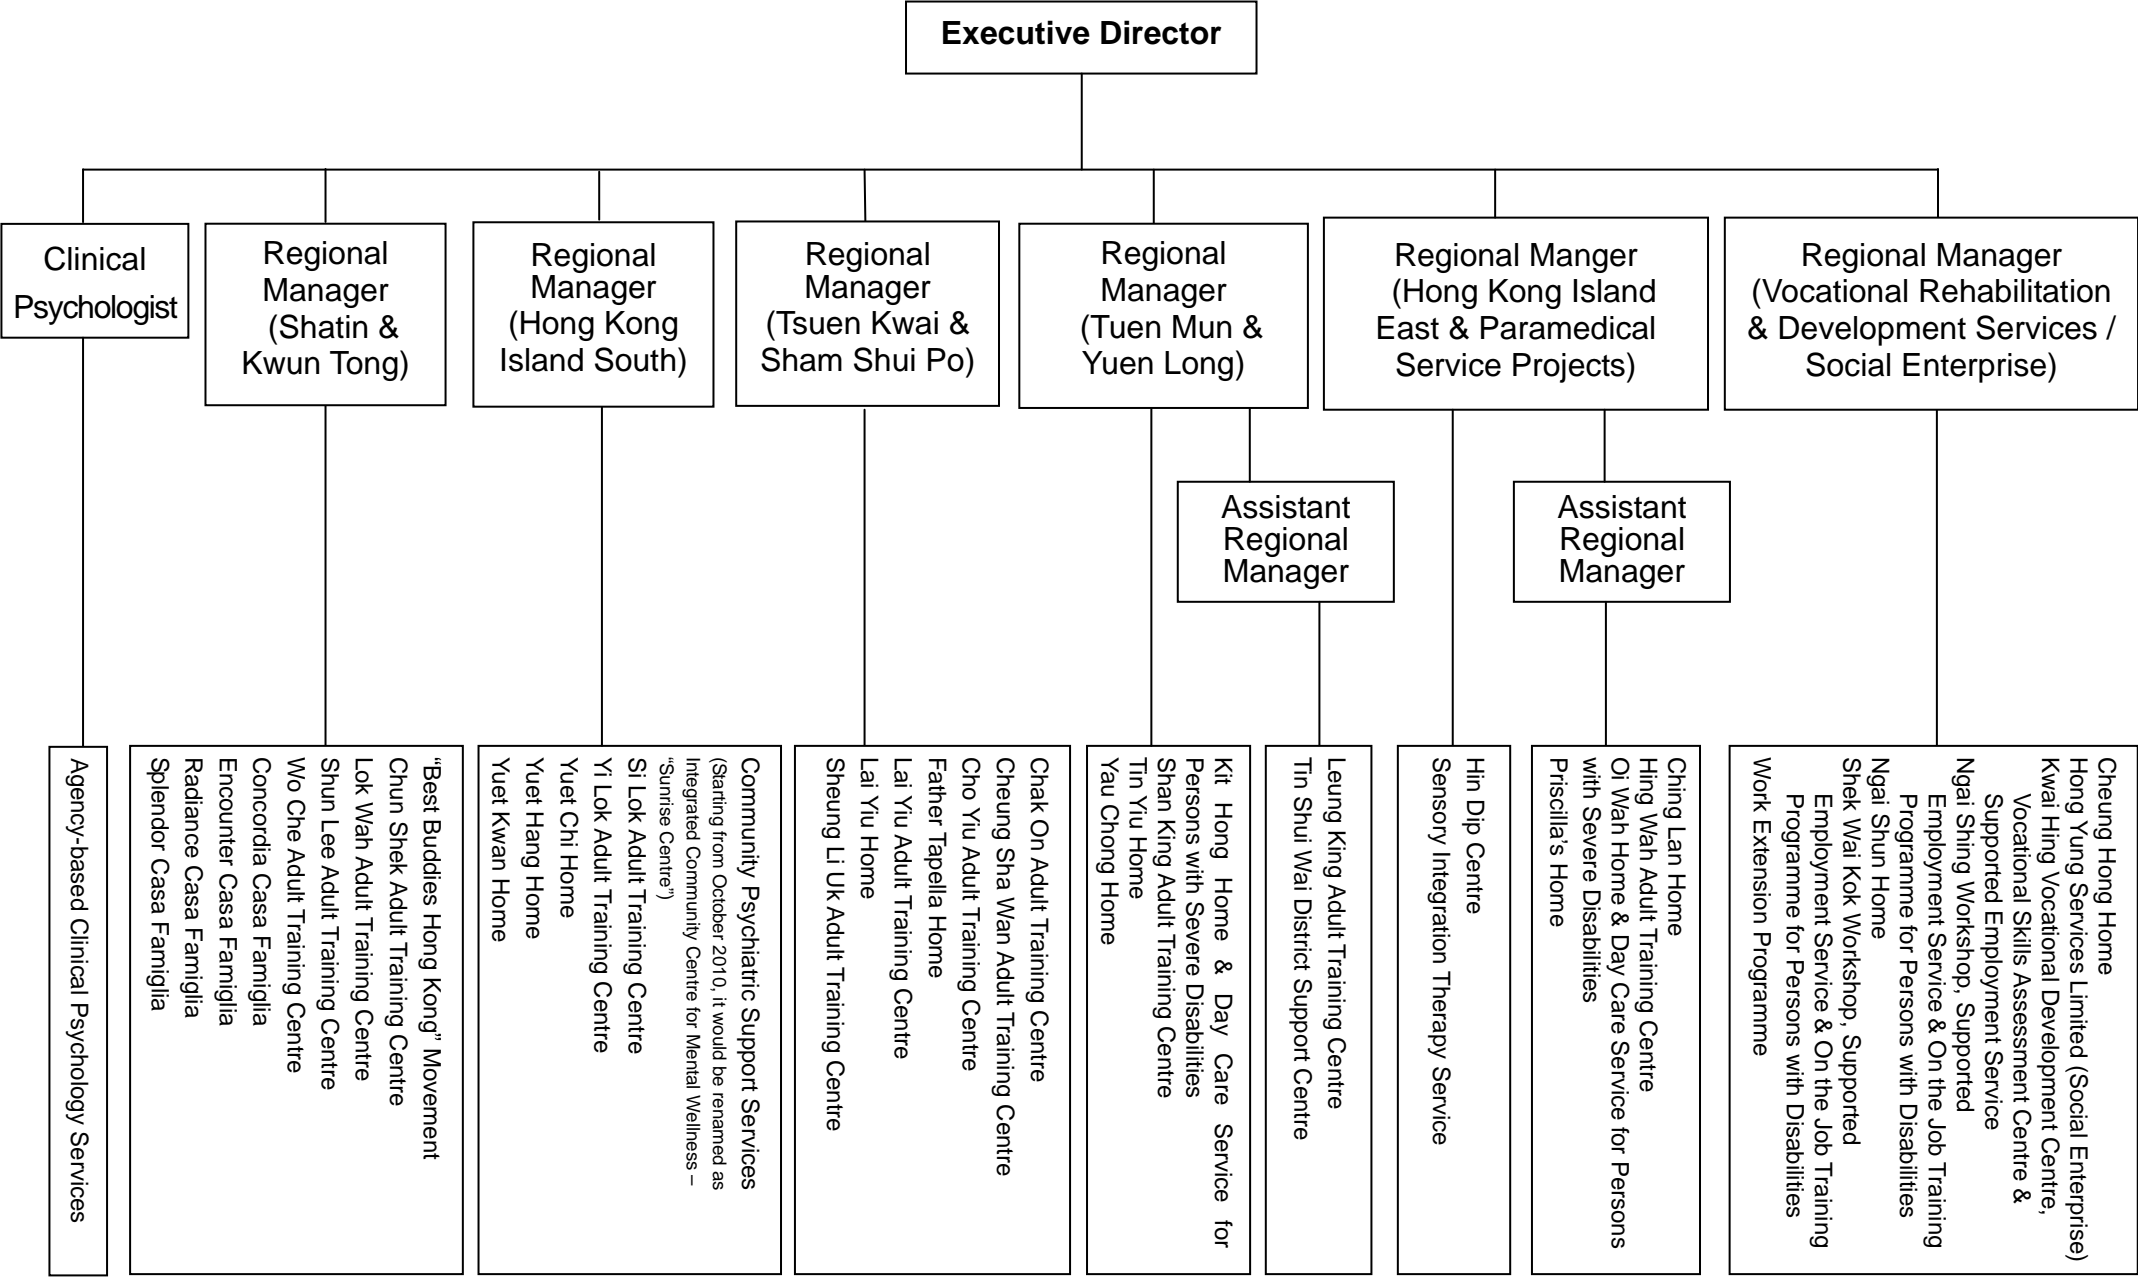 Executive Director
Clinical
Psychologist
Regional
Manager
(Shatin &
Kwun Tong)
Regional
Manager
(Hong Kong
Island South)
Regional
Manager
(Tsuen Kwai &
Sham Shui Po)
Regional
Manager
(Tuen Mun &
Yuen Long)
Regional Manger
(Hong Kong Island
East & Paramedical
Service Projects)
Regional Manager
(Vocational Rehabilitation
& Development Services /
Social Enterprise)
Assistant
Regional
Manager
Assistant
Regional
Manager
Agency-based Clinical Psychology Services
“Best Buddies Hong Kong” Movement
Chun Shek Adult Training Centre
Lok Wah Adult Training Centre
Shun Lee Adult Training Centre
Wo Che Adult Training Centre
Concordia Casa Famiglia
Encounter Casa Famiglia
Radiance Casa Famiglia
Splendor Casa Famiglia
Community Psychiatric Support Services
(Starting from October 2010, it would be renamed as
Integrated Community Centre for Mental Wellness –
“Sunrise Centre”)
Si Lok Adult Training Centre
Yi Lok Adult Training Centre
Yuet Chi Home
Yuet Hang Home
Yuet Kwan Home
Chak On Adult Training Centre
Cheung Sha Wan Adult Training Centre
Cho Yiu Adult Training Centre
Father Tapella Home
Lai Yiu Adult Training Centre
Lai Yiu Home
Sheung Li Uk Adult Training Centre
Kit Hong Home & Day Care Service for
Persons with Severe Disabilities
Shan King Adult Training Centre
Tin Yiu Home
Yau Chong Home
Leung King Adult Training Centre
Tin Shui Wai District Support Centre
Hin Dip Centre
Sensory Integration Therapy Service
Ching Lan Home
Hing Wah Adult Training Centre
Oi Wah Home & Day Care Service for Persons
with Severe Disabilities
Priscilla's Home
Cheung Hong Home
Hong Yung Services Limited (Social Enterprise)
Kwai Hing Vocational Development Centre,
Vocational Skills Assessment Centre &
Supported Employment Service
Ngai Shing Workshop, Supported
Employment Service & On the Job Training
Programme for Persons with Disabilities
Ngai Shun Home
Shek Wai Kok Workshop, Supported
Employment Service & On the Job Training
Programme for Persons with Disabilities
Work Extension Programme